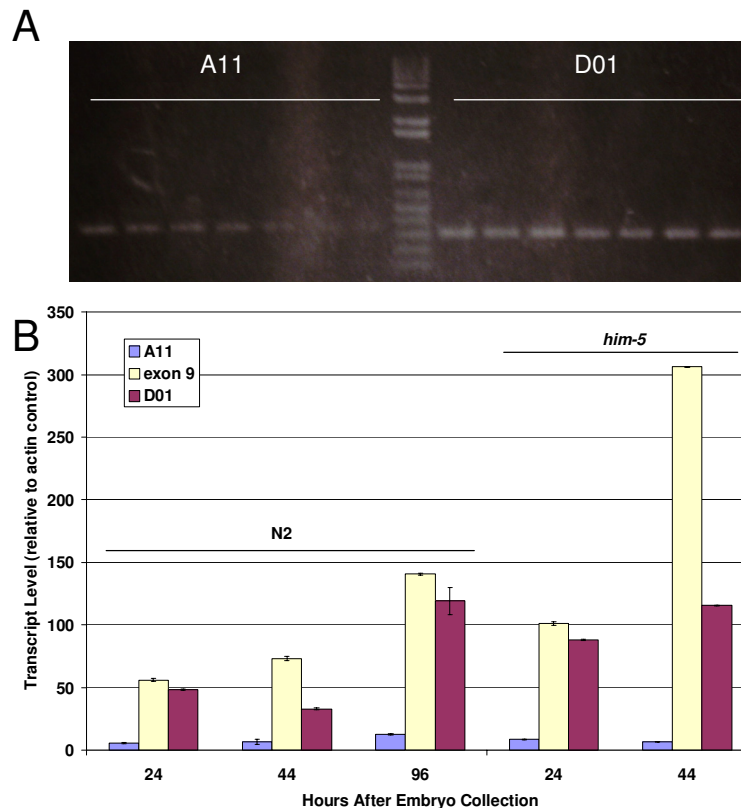 A
A11
D01
B
350
300
250
200
150
100
50
0
Transcript Level (relative to actin control)
A11
exon 9
D01
N2
him-5
24
44
96
24
44
Hours After Embryo Collection